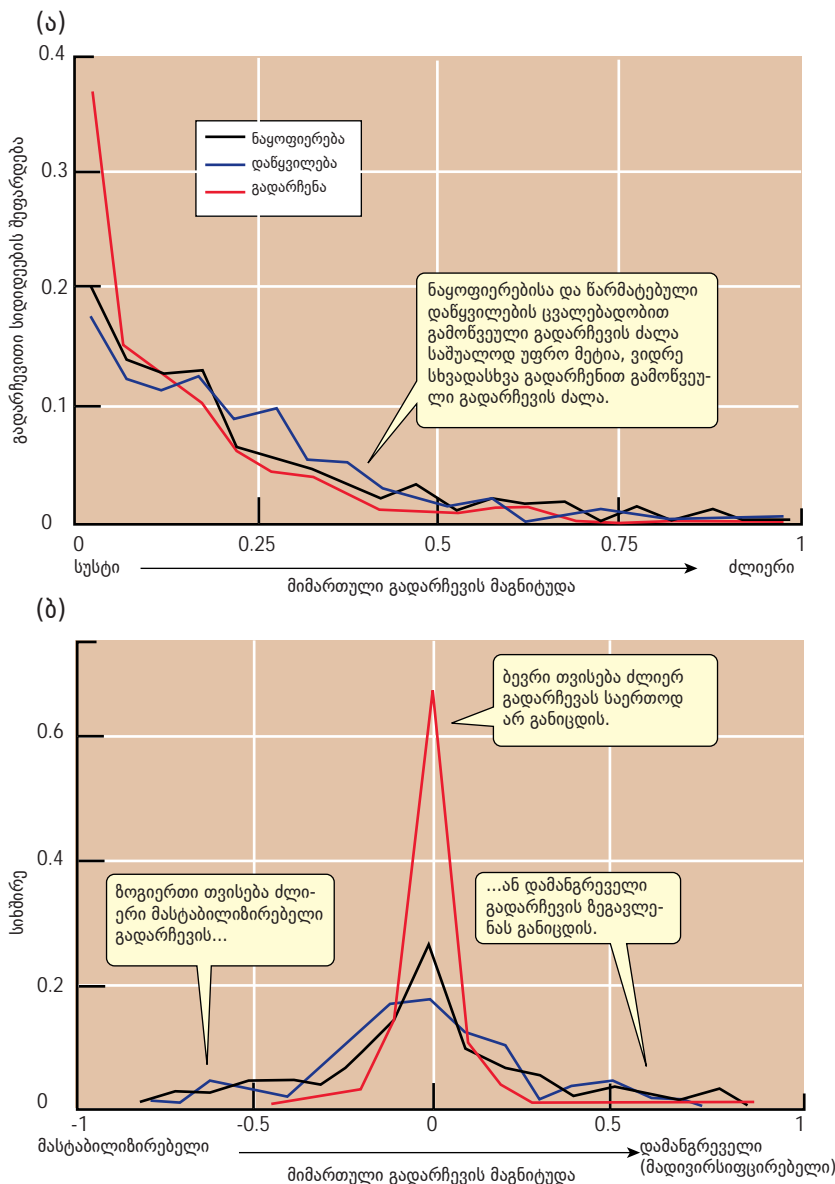 (ა)
0.4
0.3
0.2
0.1
0
გადარჩევითი სიდიდეების შეფარდება
ნაყოფიერება
დაწყვილება
გადარჩენა
ნაყოფიერებისა და წარმატებული
დაწყვილების ცვალებადობით
გამოწვეული გადარჩევის ძალა
საშუალოდ უფრო მეტია, ვიდრე
სხვადასხვა გადარჩენით გამოწვეუ-
ლი გადარჩევის ძალა.
0 0.25 0.5 0.75 1
სუსტი ძლიერი
მიმართული გადარჩევის მაგნიტუდა
(ბ)
0.6
0.4
0.2
0
სიხშირე
ბევრი თვისება ძლიერ
გადარჩევას საერთოდ
არ განიცდის.
ზოგიერთი თვისება ძლი-
ერი მასტაბილიზირებელი
გადარჩევის...
...ან დამანგრეველი
გადარჩევის ზეგავლე-
ნას განიცდის.
-1 -0.5 0 0.5 1
მასტაბილიზირებელი დამანგრეველი
(მადივირსიფცირებელი)
მიმართული გადარჩევის მაგნიტუდა